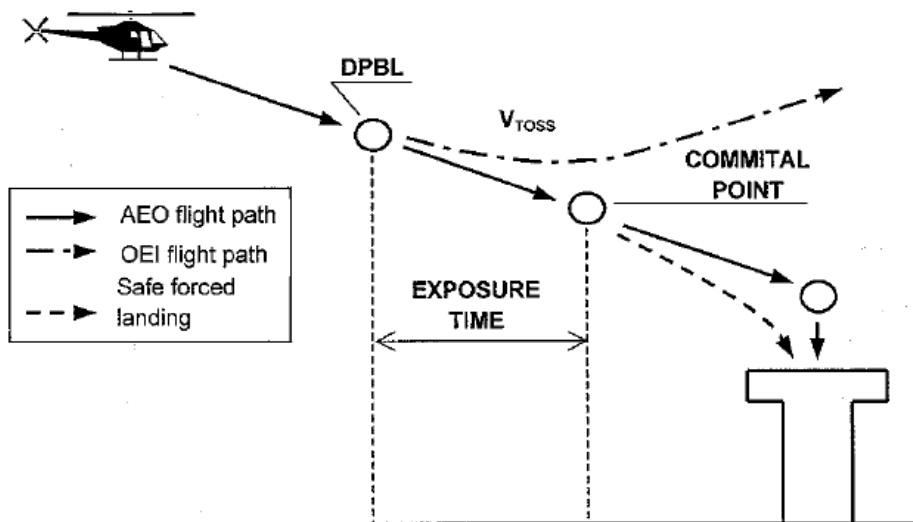 DPBL
VTOSS
COMMITAL
POINT
AEO flight path
OEI flight path
Safe forced
landing
EXPOSURE
TIME